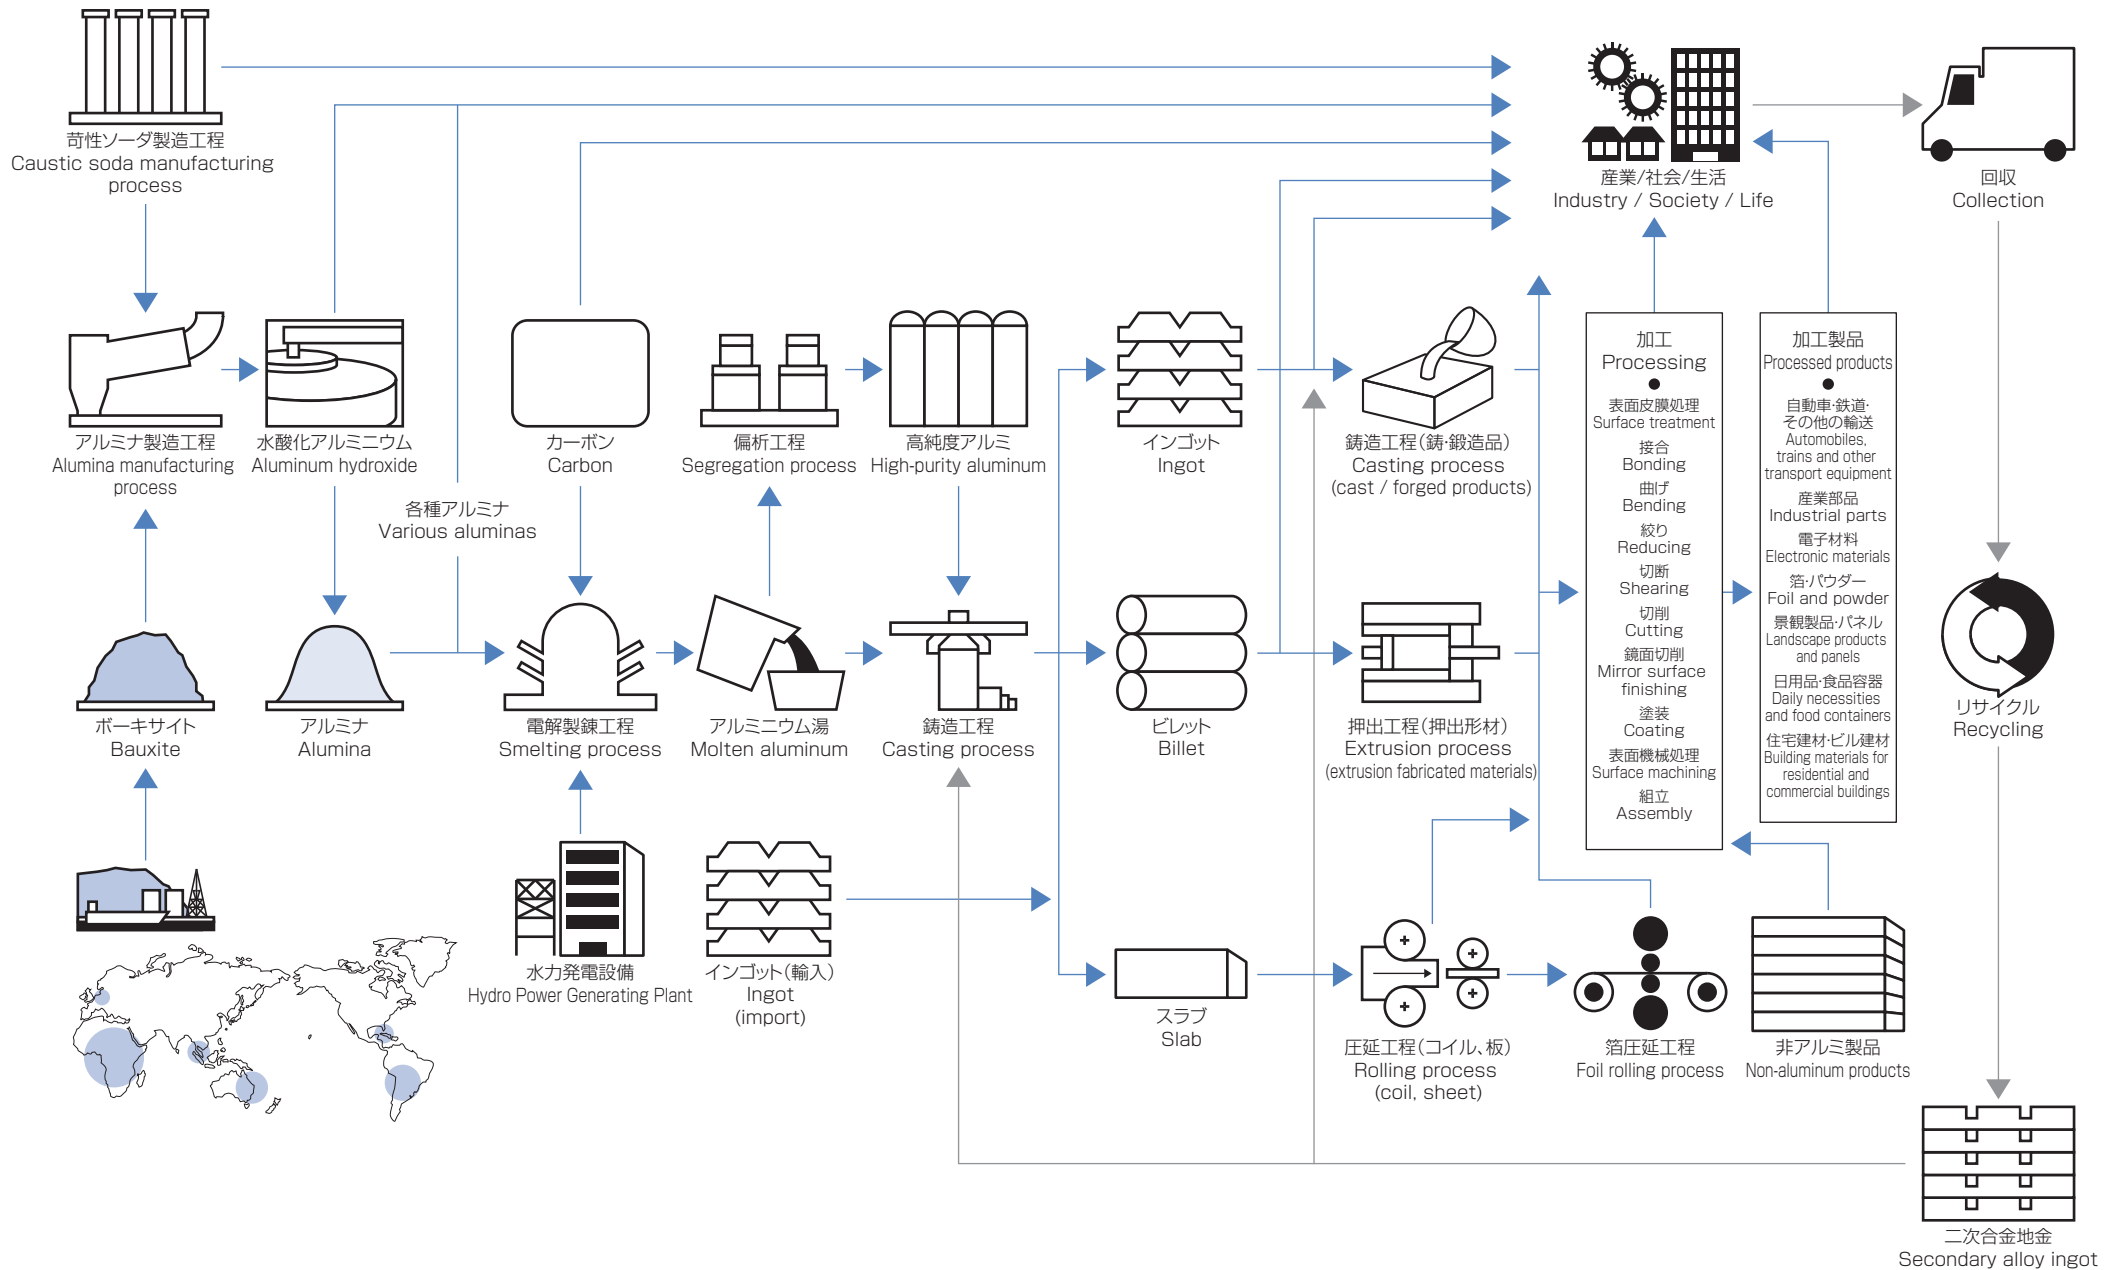 苛性ソーダ製造工程
Caustic soda manufacturing
process
産業/社会/生活
Industry / Society / Life
回収
Collection
アルミナ製造工程
Alumina manufacturing
process
水酸化アルミニウム
Aluminum hydroxide
カーボン
Carbon
偏析工程
Segregation process
高純度アルミ
High-purity aluminum
インゴット
Ingot
鋳造工程(鋳・鍛造品)
Casting process
(cast / forged products)
各種アルミナ
Various aluminas
加工
Processing
表面皮膜処理
Surface treatment
接合
Bonding
曲げ
Bending
絞り
Reducing
切断
Shearing
切削
Cutting
鏡面切削
Mirror surface
finishing
塗装
Coating
表面機械処理
Surface machining
組立
Assembly
加工製品
Processed products
自動車・鉄道・
その他の輸送
Automobiles,
trains and other
transport equipment
産業部品
Industrial parts
電子材料
Electronic materials
箔・パウダー
Foil and powder
景観製品・パネル
Landscape products
and panels
日用品・食品容器
Daily necessities
and food containers
住宅建材・ビル建材
Building materials for
residential and
commercial buildings
ボーキサイト
Bauxite
アルミナ
Alumina
電解製錬工程
Smelting process
アルミニウム湯
Molten aluminum
鋳造工程
Casting process
ビレット
Billet
押出工程(押出形材)
Extrusion process
(extrusion fabricated materials)
リサイクル
Recycling
水力発電設備
Hydro Power Generating Plant
インゴット(輸入)
Ingot
(import)
スラブ
Slab
圧延工程(コイル、板)
Rolling process
(coil, sheet)
箔圧延工程
Foil rolling process
非アルミ製品
Non-aluminum products
二次合金地金
Secondary alloy ingot